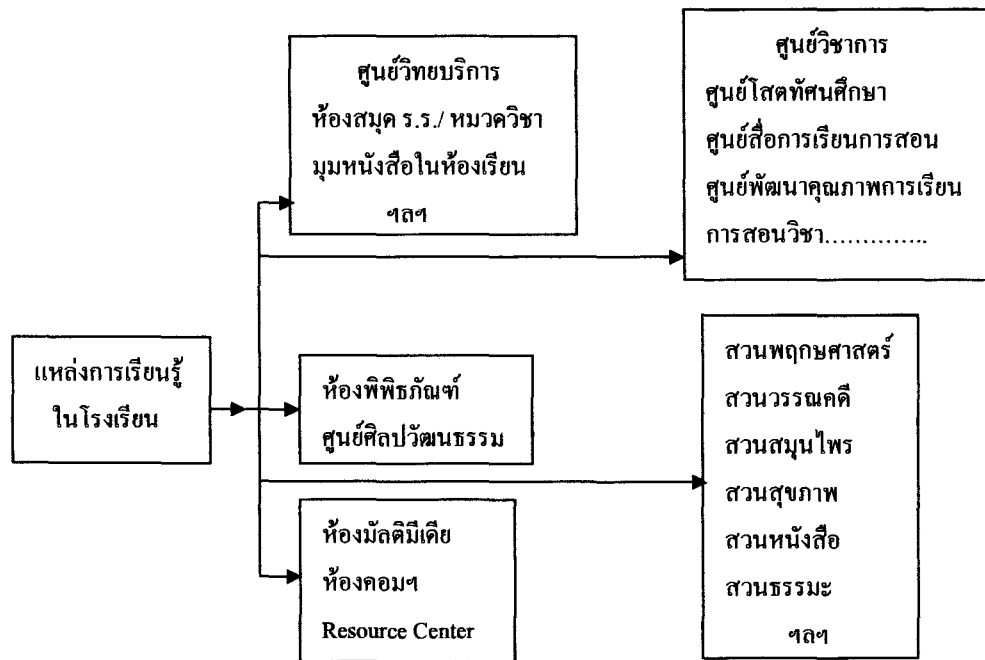 แหล่งการเรียนรู้
ในโรงเรียน
ศูนย์วิทยบริการ
ห้องสมุด ร.ร./ หมวดวิชา
มุมหนังสือในห้องเรียน
ฯลฯ
ศูนย์วิชาการ
ศูนย์โสตทัศนศึกษา
ศูนย์สื่อการเรียนการสอน
ศูนย์พัฒนาคุณภาพการเรียน
การสอนวิชา..............
ห้องพิพิธภัณฑ์
ศูนย์ศิลปวัฒนธรรม
สวนพฤกษศาสตร์
สวนวรรณคดี
สวนสมุนไพร
สวนสุขภาพ
สวนหนังสือ
สวนธรรมะ
ฯลฯ
ห้องมัลติมีเดีย
ห้องคอมฯ
Resource Center